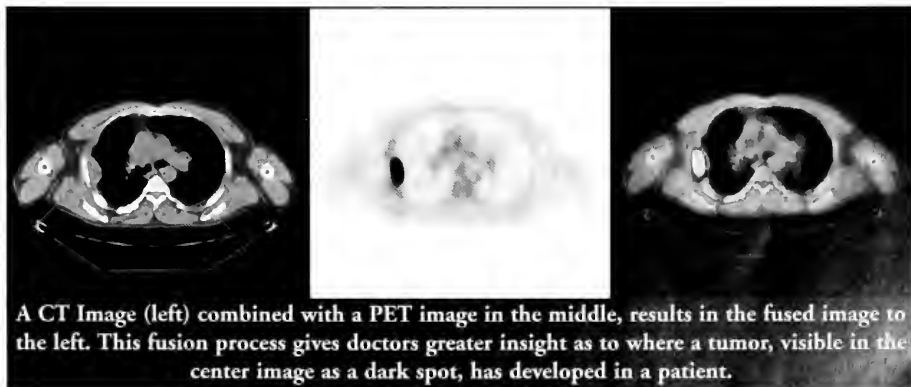 A CT Image (left) combined with a PET image in the middle, results in the fused image to
the left. This fusion process gives doctors greater insight as to where a tumor, visible in the
center image as a dark spot, has developed in a patient.